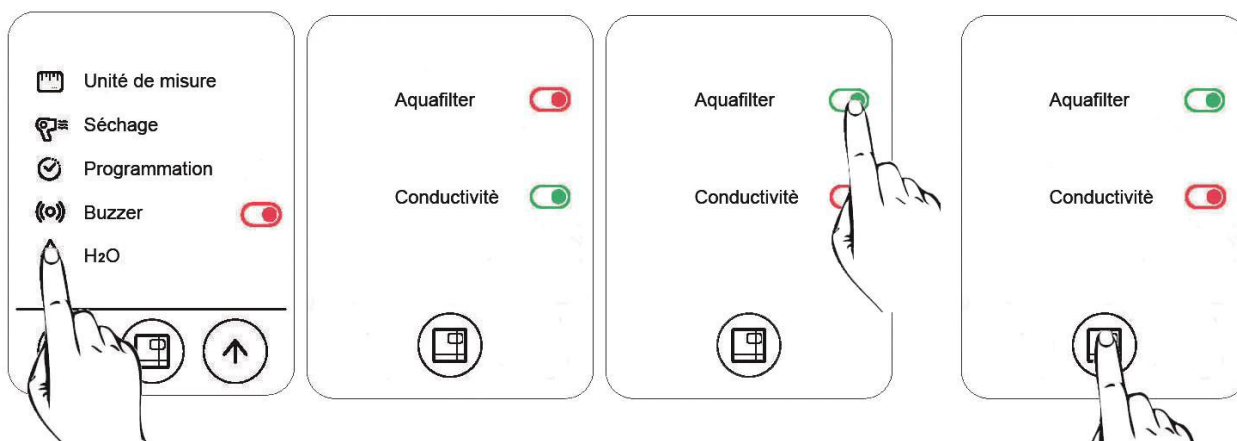 Unité de misure
Séchage
Programmation
Buzzer
H2O
Aquafilter
Conductivitè
Aquafilter
Conductivitè
Aquafilter
Conductivitè